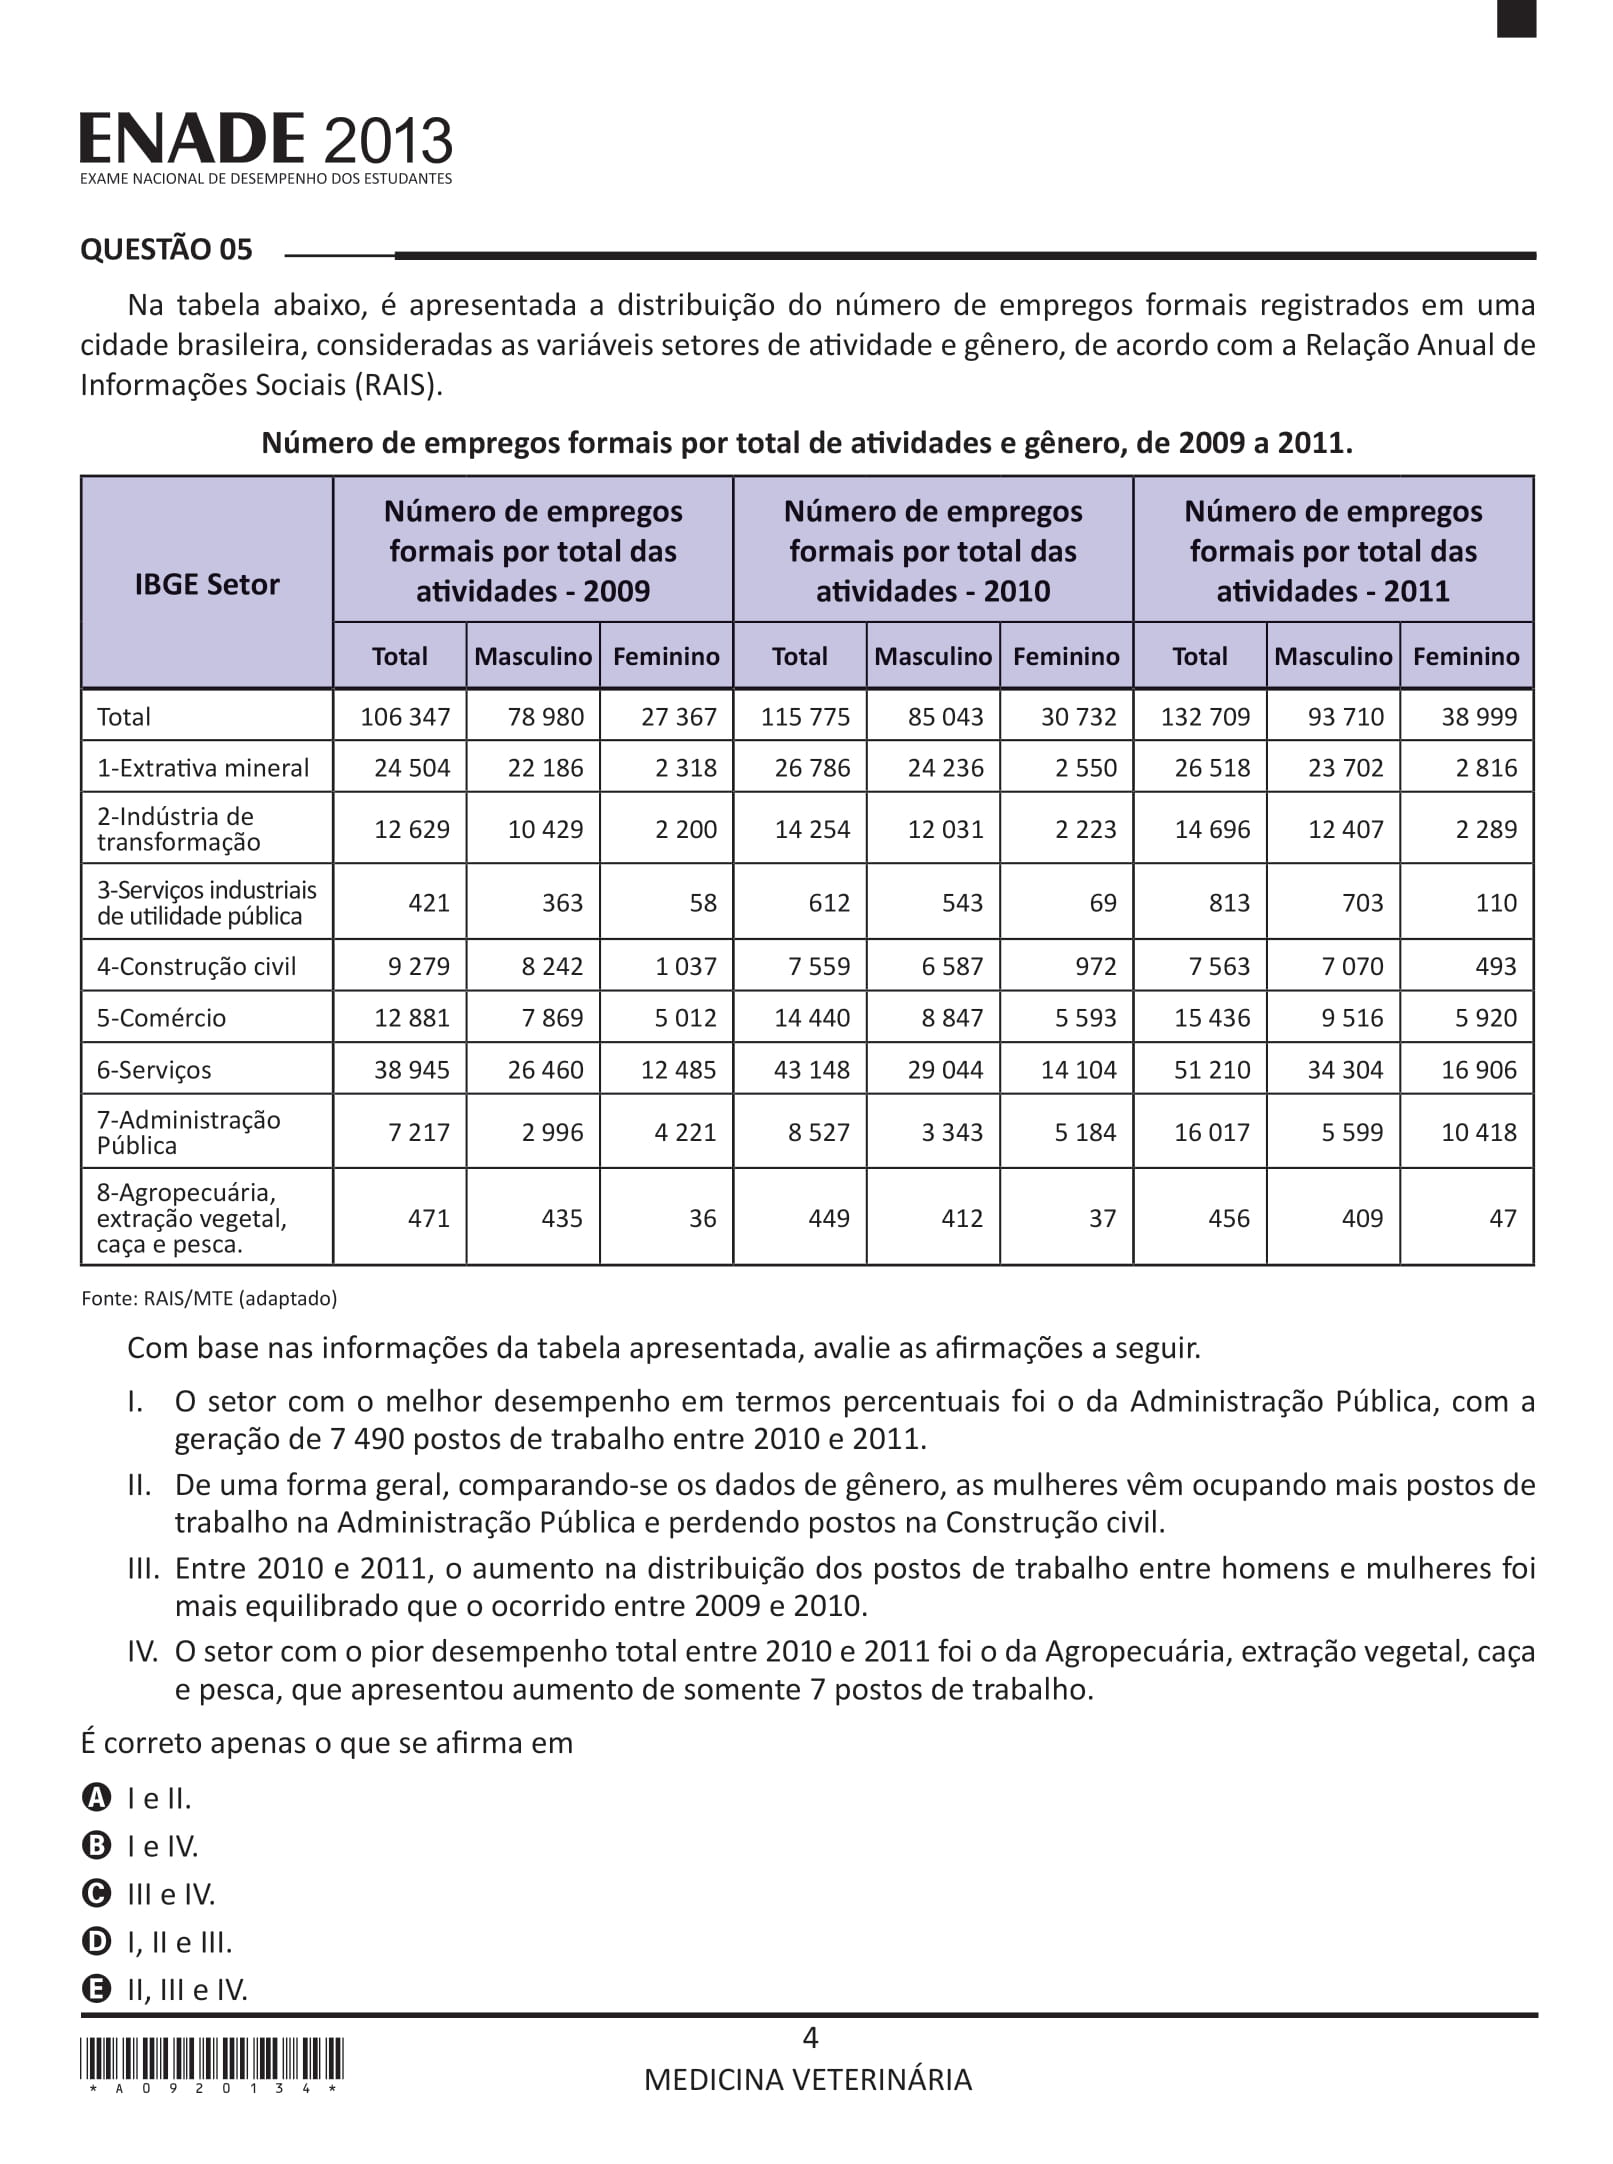 ENADE 2013
EXAME NACIONAL DE DESEMPENHO DOS ESTUDANTES
QUESTÃO 05
Na tabela abaixo, é apresentada a distribuição do número de empregos formais registrados em uma
cidade brasileira, consideradas as variáveis setores de atividade e gênero, de acordo com a Relação Anual de
Informações Sociais (RAIS).
Número de empregos formais por total de atividades e gênero, de 2009 a 2011.
IBGE Setor
Número de empregos
formais por total das
atividades - 2009
Número de empregos
formais por total das
atividades - 2010
Número de empregos
formais por total das
atividades - 2011
Total Masculino Feminino Total Masculino Feminino Total Masculino Feminino
Total 106 347 78 980 27 367 115 775 85 043 30 732 132 709 93 710 38 999
1-Extrativa mineral 24 504 22 186 2 318 26 786 24 236 2 550 26 518 23 702 2 816
2-Indústria de
transformação 12 629 10 429 2 200 14 254 12 031 2 223 14 696 12 407 2 289
3-Serviços industriais
de utilidade pública 421 363 58 612 543 69 813 703 110
4-Construção civil 9 279 8 242 1 037 7 559 6 587 972 7 563 7 070 493
5-Comércio 12 881 7 869 5 012 14 440 8 847 5 593 15 436 9 516 5 920
6-Serviços 38 945 26 460 12 485 43 148 29 044 14 104 51 210 34 304 16 906
7-Administração
Pública 7 217 2 996 4 221 8 527 3 343 5 184 16 017 5 599 10 418
8-Agropecuária,
extração vegetal,
caça e pesca. 471 435 36 449 412 37 456 409 47
Fonte: RAIS/MTE (adaptado)
Com base nas informações da tabela apresentada, avalie as afirmações a seguir.
I. O setor com o melhor desempenho em termos percentuais foi o da Administração Pública, com a
geração de 7 490 postos de trabalho entre 2010 e 2011.
II. De uma forma geral, comparando-se os dados de gênero, as mulheres vêm ocupando mais postos de
trabalho na Administração Pública e perdendo postos na Construção civil.
III. Entre 2010 e 2011, o aumento na distribuição dos postos de trabalho entre homens e mulheres foi
mais equilibrado que o ocorrido entre 2009 e 2010.
IV. O setor com o pior desempenho total entre 2010 e 2011 foi o da Agropecuária, extração vegetal, caça
e pesca, que apresentou aumento de somente 7 postos de trabalho.
É correto apenas o que se afirma em
A I e II.
B I e IV.
C III e IV.
D I, II e III.
E II, III e IV.
4
MEDICINA VETERINÁRIA
* A 0 9 2 0 1 3 4 *